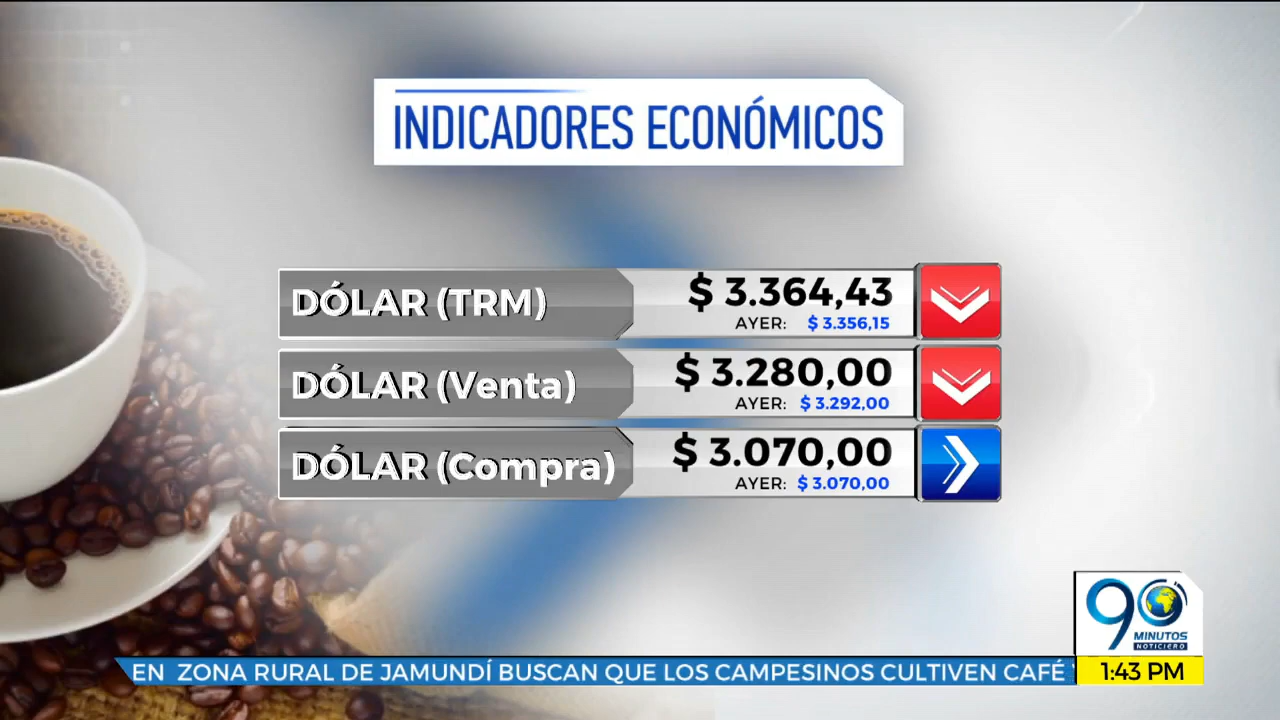 INDICADORES ECONÓMICOS
DÓLAR (TRM)
$ 3.364,43
AYER: $ 3.356,15
DÓLAR (Venta)
$ 3.280,00
AYER: $ 3.292,00
DÓLAR (Compra)
$ 3.070,00
AYER: $ 3.070,00
90
MINUTOS
NOTICIERO
EN ZONA RURAL DE JAMUNDÍ BUSCAN QUE LOS CAMPESINOS CULTIVEN CAFÉ
1:43 PM